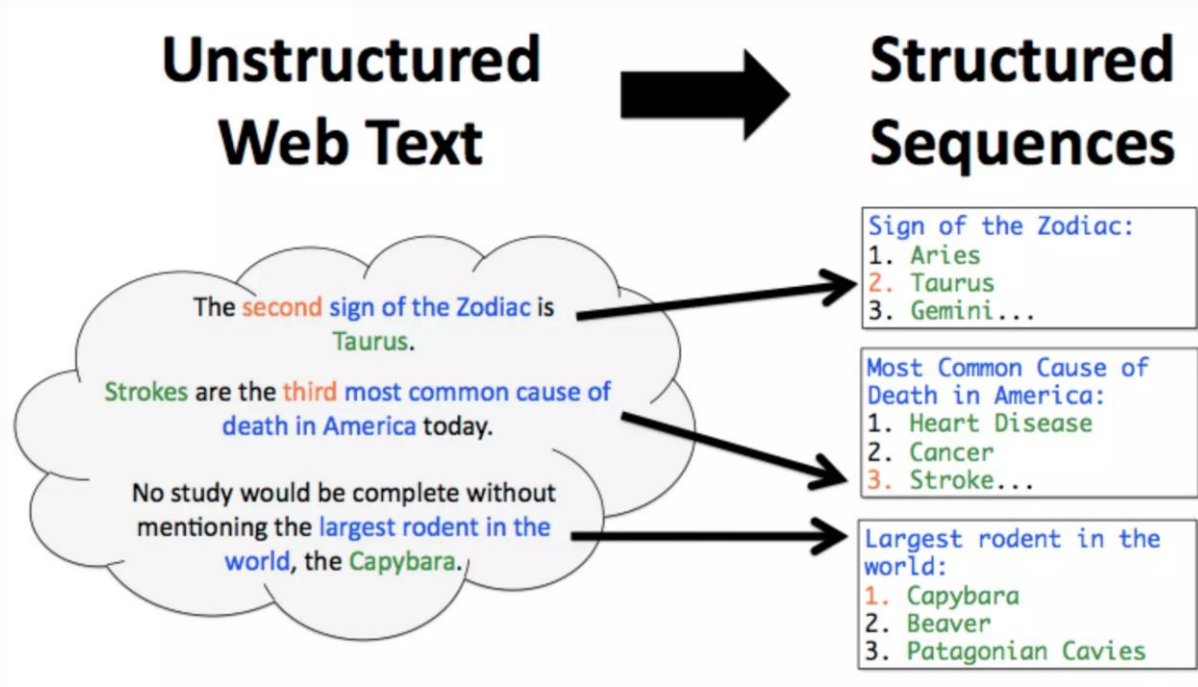 Unstructured
Web Text
Structured
Sequences
The second sign of the Zodiac is
Taurus.
Strokes are the third most common cause of
death in America today.
No study would be complete without
mentioning the largest rodent in the
world, the Capybara.
Sign of the Zodiac:
1. Aries
2. Taurus
3. Gemini...
Most Common Cause of
Death in America:
1. Heart Disease
2. Cancer
3. Stroke...
Largest rodent in the
world:
1. Capybara
2. Beaver
3. Patagonian Cavies